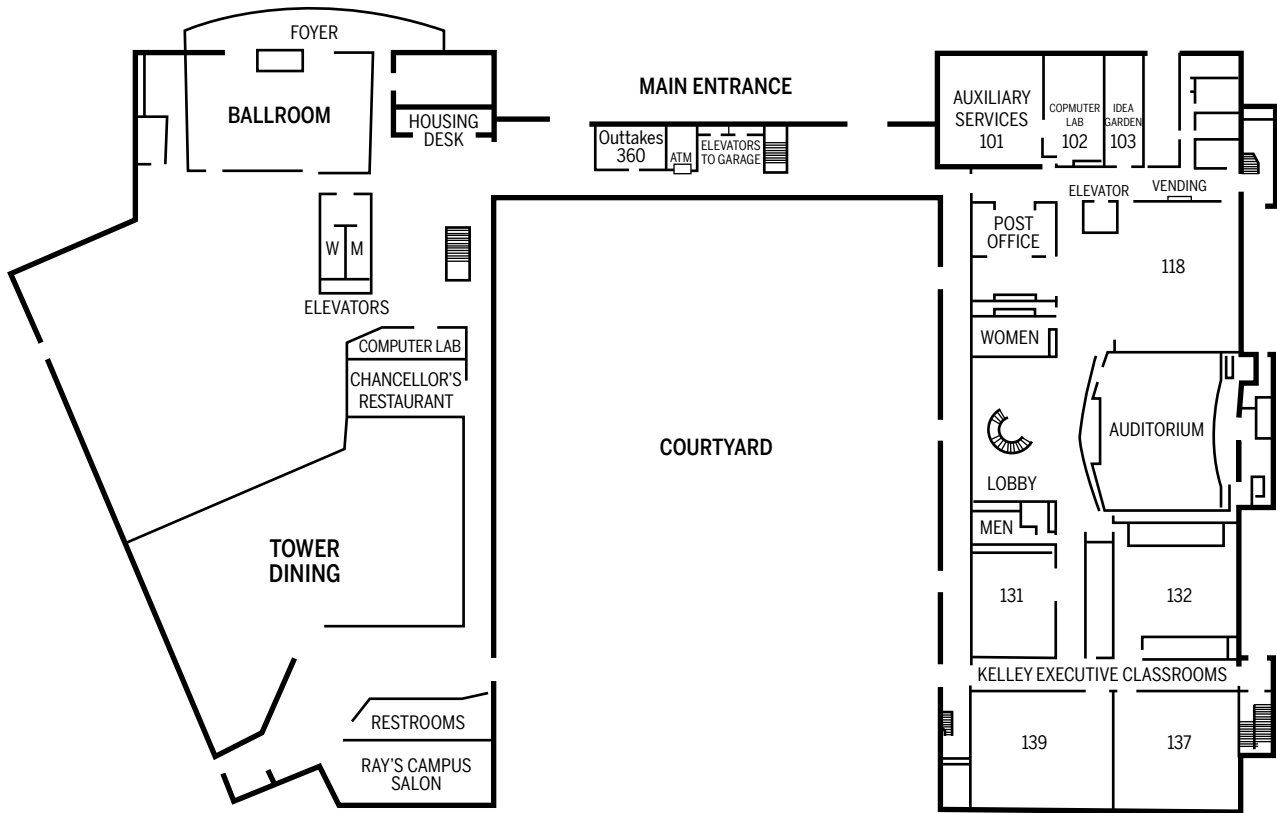 FOYER
BALLROOM
HOUSING
DESK
MAIN ENTRANCE
Outtakes
360
ATM
ELEVATORS
TO GARAGE
AUXILIARY
SERVICES
101
COPMUTER
LAB
102
IDEA
GARDEN
103
ELEVATOR
VENDING
POST
OFFICE
118
W M
ELEVATORS
COMPUTER LAB
CHANCELLOR'S
RESTAURANT
WOMEN
COURTYARD
AUDITORIUM
LOBBY
MEN
TOWER
DINING
131
132
KELLEY EXECUTIVE CLASSROOMS
RESTROOMS
139
137
RAY'S CAMPUS
SALON